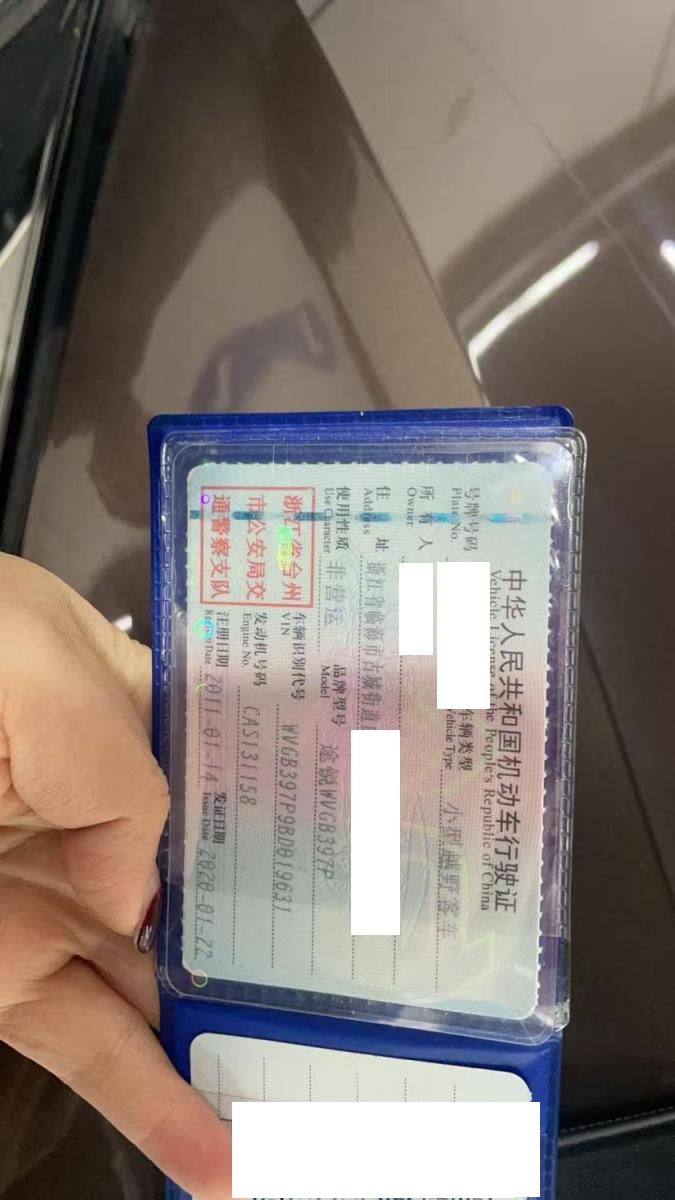 中华人民共和国机动车行驶证
Vehicle License of the People's Republic of China
号牌号码 车辆类型 小型越野客车
Plate No. Vehicle Type
所有人
Owner
住址 浙江省临海市古城街道
Address
使用性质 非营运 品牌型号 途锐WVGB397P
Use Character Model
浙江省台州
市公安局交
通警察支队
车辆识别代号 WVGB397P9BD019631
VIN
发动机号码 CAS131158
Engine No.
注册日期 2011-01-14 发证日期 2020-01-22
Register Date Issue Date